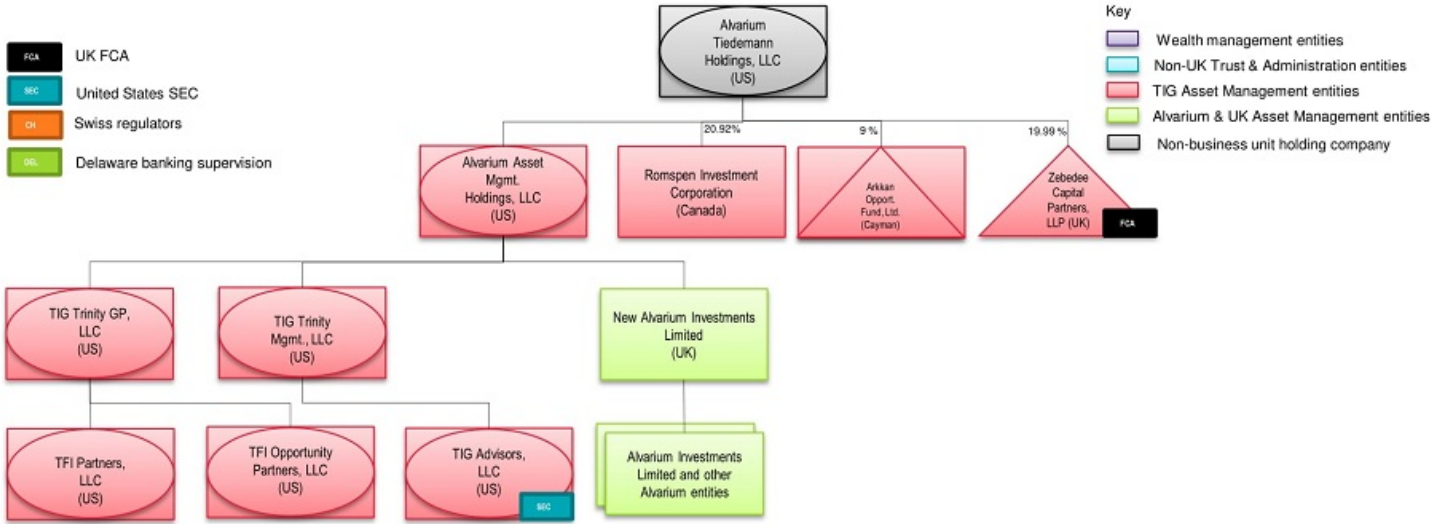 Alvarium
Tiedemann
Holdings, LLC
(US)
Key
FCA
UK FCA
SEC
United States SEC
CH
Swiss regulators
DEL
Delaware banking supervision
Wealth management entities
Non-UK Trust & Administration entities
TIG Asset Management entities
Alvarium & UK Asset Management entities
Non-business unit holding company
20.92%
9 %
19.99 %
Alvarium Asset
Mgmt.
Holdings, LLC
(US)
Romspen Investment
Corporation
(Canada)
Arkkan
Opport.
Fund, Ltd.
(Cayman)
Zebedee
Capital
Partners,
LLP (UK)
FCA
TIG Trinity GP,
LLC
(US)
TIG Trinity
Mgmt., LLC
(US)
New Alvarium Investments
Limited
(UK)
TFI Partners,
LLC
(US)
TFI Opportunity
Partners, LLC
(US)
TIG Advisors,
LLC
(US)
SEC
Alvarium Investments
Limited and other
Alvarium entities